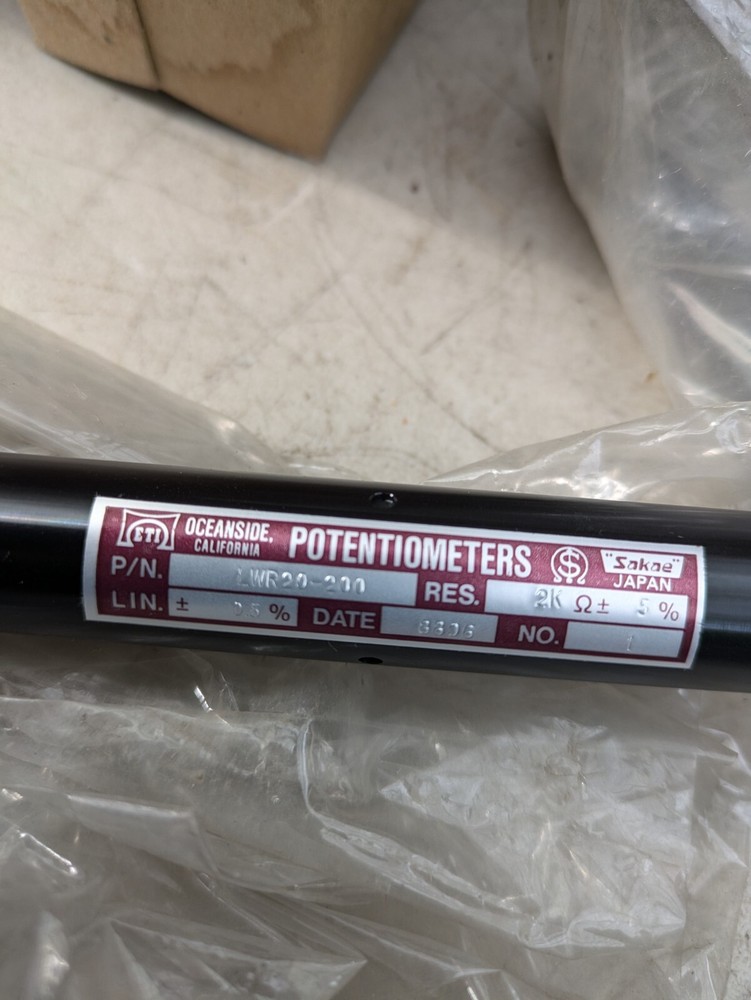 ETI OCEANSIDE, CALIFORNIA POTENTIOMETERS S "Sakae" JAPAN
P/N. LWR20-200 RES. 2K Ω ± 5 %
LIN. ± % DATE NO. 1